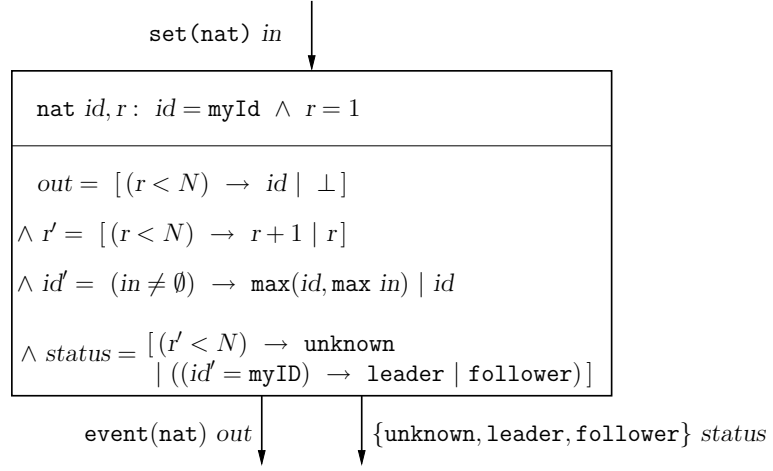 set(nat) in
nat id, r : id = myId ∧ r = 1
out = [ (r < N) → id | ⊥ ]
∧ r′ = [ (r < N) → r + 1 | r ]
∧ id′ = (in ≠ ∅) → max(id, max in) | id
∧ status = [ (r′ < N) → unknown
| ((id′ = myID) → leader | follower) ]
event(nat) out {unknown, leader, follower} status